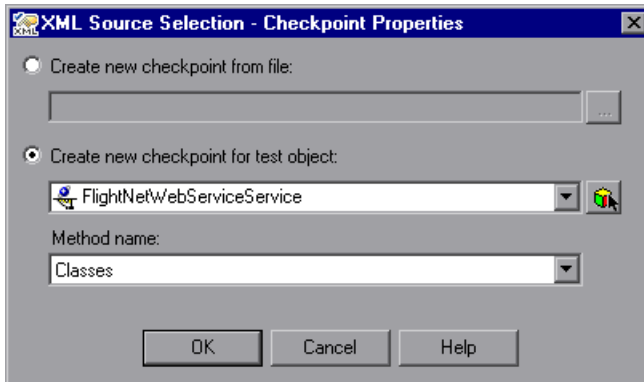 XML Source Selection - Checkpoint Properties
Create new checkpoint from file:
...
Create new checkpoint for test object:
FlightNetWebServiceService
Method name:
Classes
OK Cancel Help